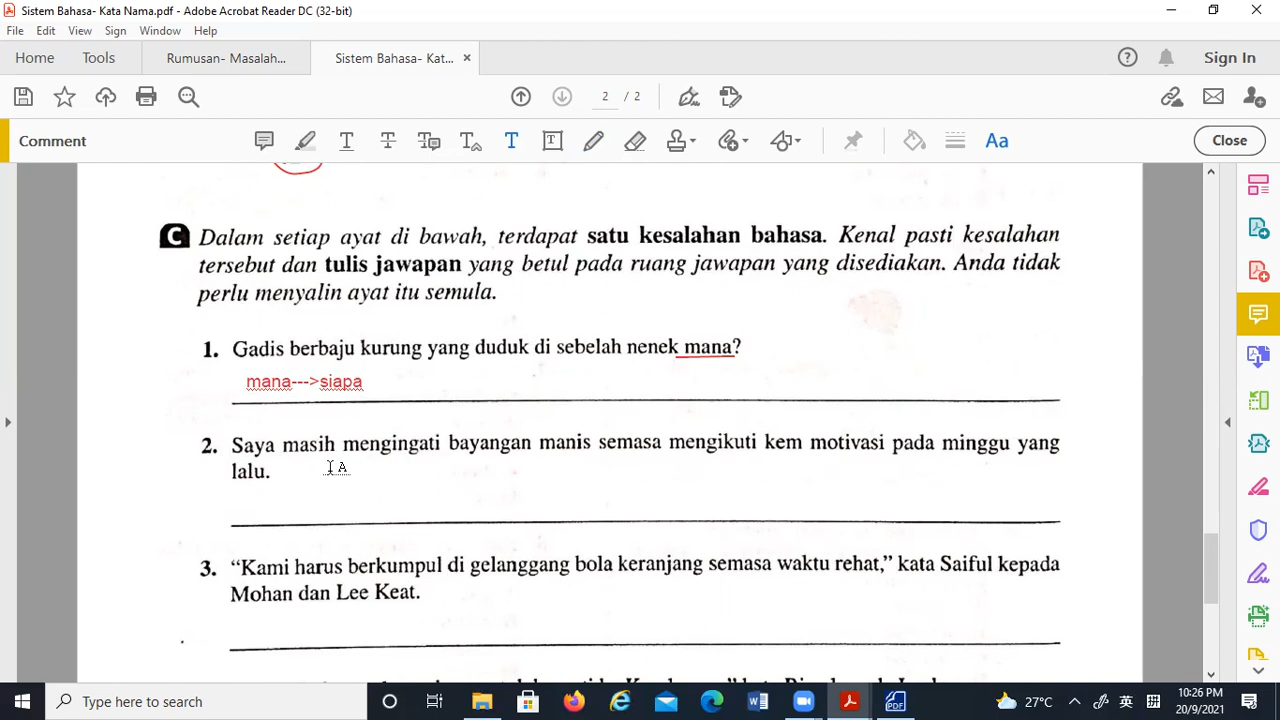 Sistem Bahasa- Kata Nama.pdf - Adobe Acrobat Reader DC (32-bit)
File Edit View Sign Window Help
Home Tools Rumusan- Masalah... Sistem Bahasa- Kat... × Sign In
2 / 2
Comment Close
C Dalam setiap ayat di bawah, terdapat satu kesalahan bahasa. Kenal pasti kesalahan
tersebut dan tulis jawapan yang betul pada ruang jawapan yang disediakan. Anda tidak
perlu menyalin ayat itu semula.
1. Gadis berbaju kurung yang duduk di sebelah nenek mana?
mana--->siapa
2. Saya masih mengingati bayangan manis semasa mengikuti kem motivasi pada minggu yang
lalu.
3. “Kami harus berkumpul di gelanggang bola keranjang semasa waktu rehat,” kata Saiful kepada
Mohan dan Lee Keat.
Type here to search 27°C 英 拼 10:26 PM
20/9/2021